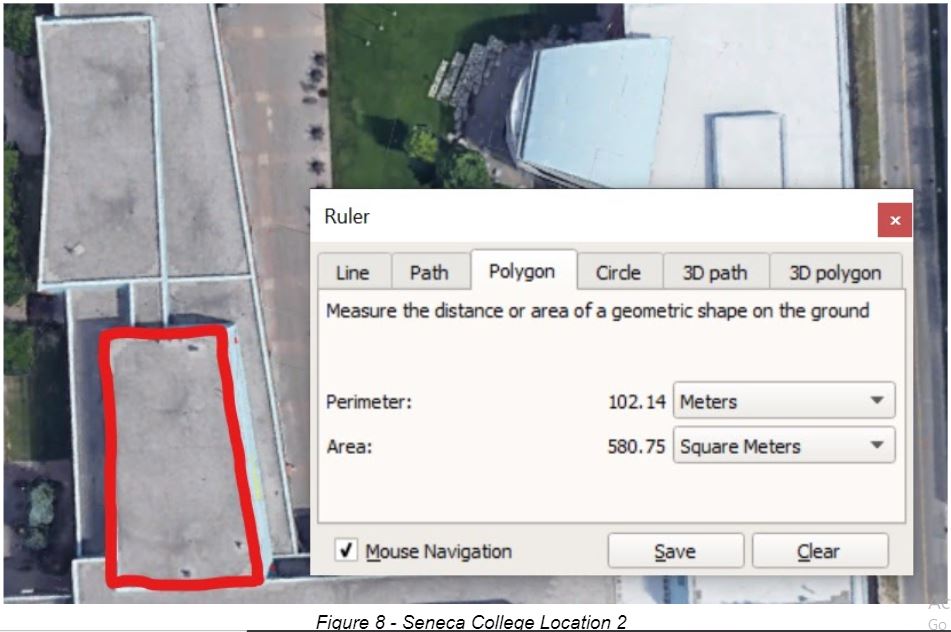 Ruler
Line Path Polygon Circle 3D path 3D polygon
Measure the distance or area of a geometric shape on the ground
Perimeter: 102.14 Meters
Area: 580.75 Square Meters
Mouse Navigation Save Clear
Figure 8 - Seneca College Location 2
Go